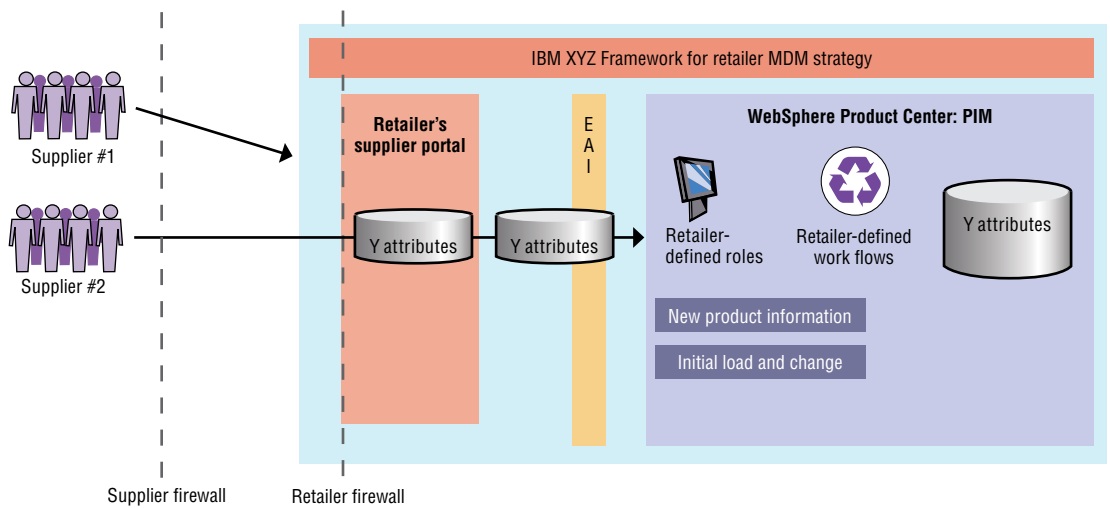 IBM XYZ Framework for retailer MDM strategy
Supplier #1
Supplier #2
Retailer's
supplier portal
Y attributes
Y attributes
E
A
I
WebSphere Product Center: PIM
Retailer-
defined roles
Retailer-defined
work flows
Y attributes
New product information
Initial load and change
Supplier firewall
Retailer firewall